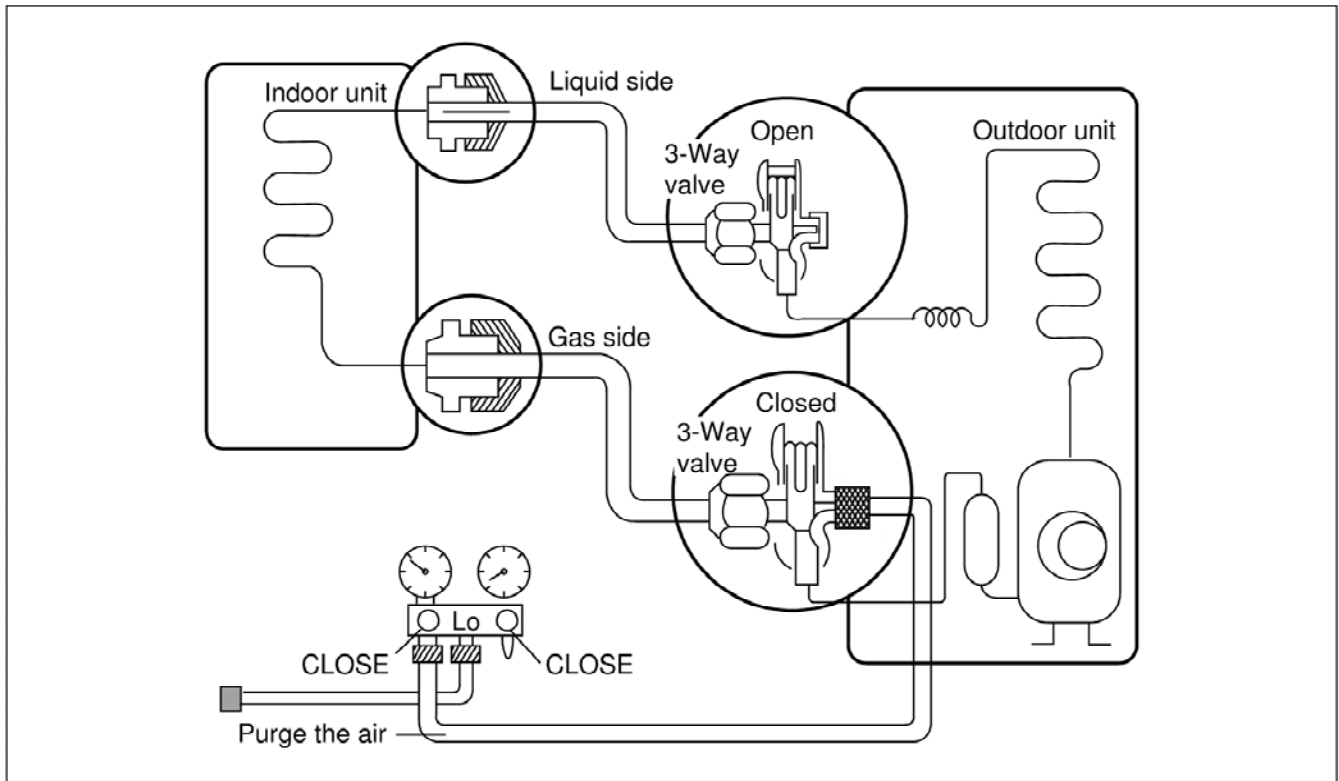 Indoor unit
Liquid side
Open
3-Way
valve
Outdoor unit
Gas side
Closed
3-Way
valve
Lo
CLOSE
CLOSE
Purge the air